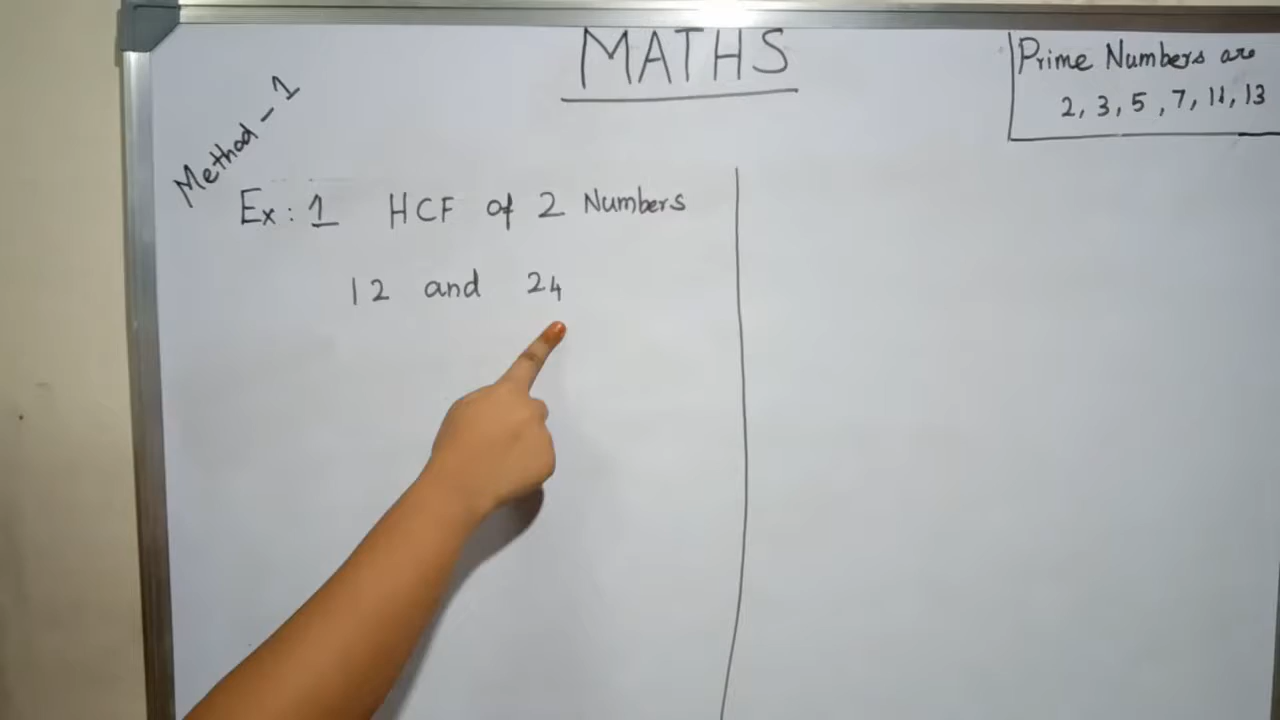 MATHS
Prime Numbers are
2, 3, 5, 7, 11, 13
Method - 1
Ex: 1 HCF of 2 Numbers
12 and 24